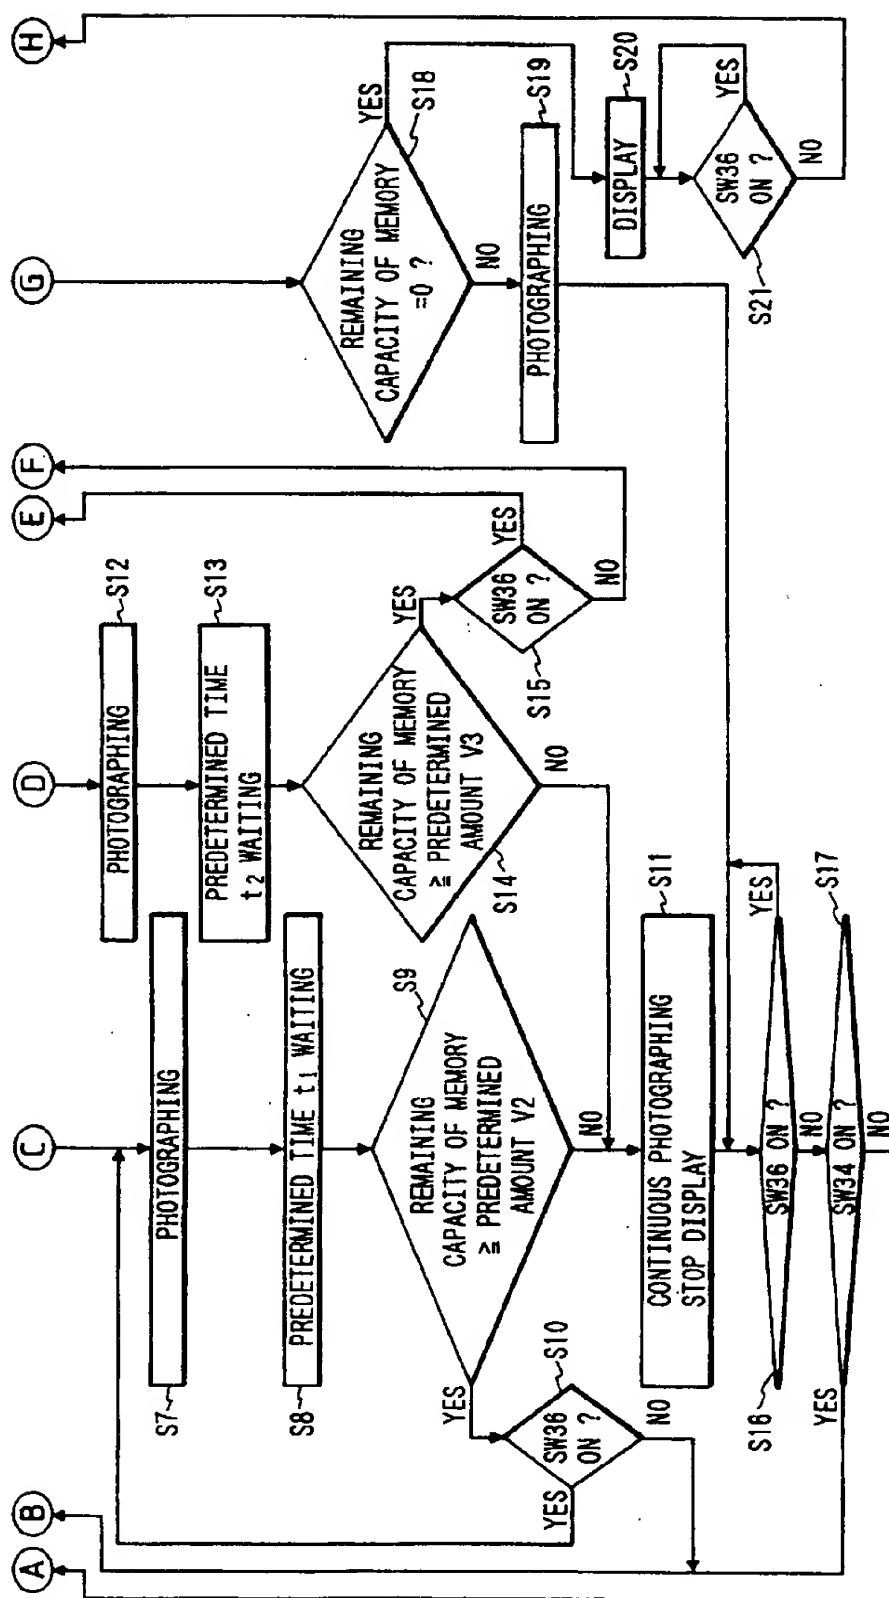 A
B
C
D
E
F
G
H
S7
PHOTOGRAPHING
S8
PREDETERMINED TIME t1 WAITING
S9
REMAINING
CAPACITY OF MEMORY
≧ PREDETERMINED
AMOUNT V2
YES
NO
S10
SW36
ON ?
YES
NO
S11
CONTINUOUS PHOTOGRAPHING
STOP DISPLAY
PHOTOGRAPHING
S12
PREDETERMINED TIME
t2 WAITING
S13
REMAINING
CAPACITY OF MEMORY
≧ PREDETERMINED
AMOUNT V3
S14
YES
NO
SW36
ON ?
S15
YES
NO
S16
SW36 ON ?
YES
NO
SW34 ON ?
S17
YES
NO
REMAINING
CAPACITY OF MEMORY
=0 ?
S18
YES
NO
PHOTOGRAPHING
S19
DISPLAY
S20
SW36
ON ?
S21
YES
NO